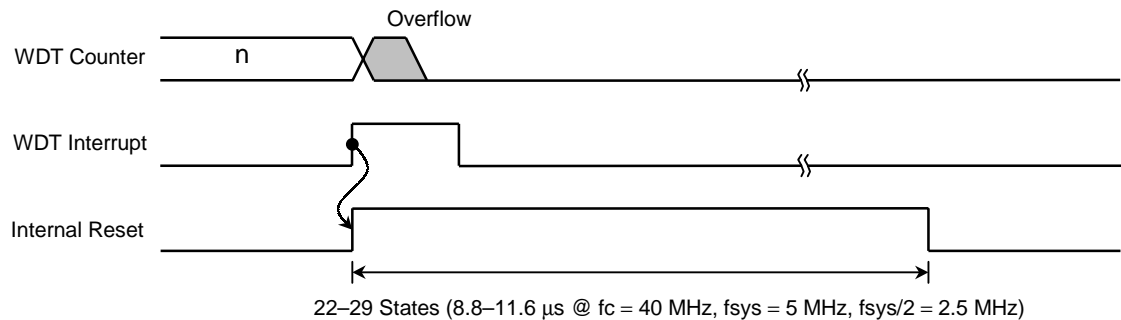 Overflow
WDT Counter
n
WDT Interrupt
Internal Reset
22–29 States (8.8–11.6 μs @ fc = 40 MHz, fsys = 5 MHz, fsys/2 = 2.5 MHz)